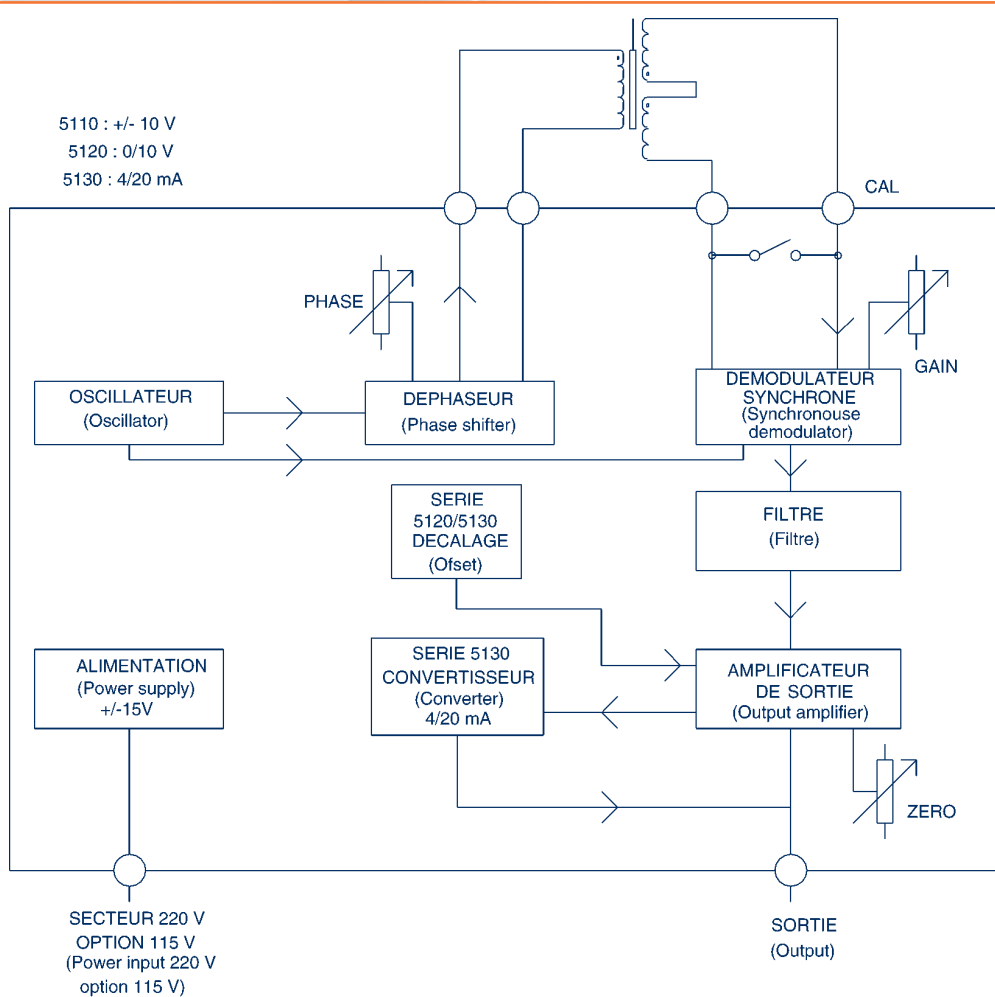 5110 : +/- 10 V
5120 : 0/10 V
5130 : 4/20 mA
CAL
PHASE
GAIN
OSCILLATEUR
(Oscillator)
DEPHASEUR
(Phase shifter)
DEMODULATEUR
SYNCHRONE
(Synchronouse
demodulator)
SERIE
5120/5130
DECALAGE
(Ofset)
FILTRE
(Filtre)
ALIMENTATION
(Power supply)
+/-15V
SERIE 5130
CONVERTISSEUR
(Converter)
4/20 mA
AMPLIFICATEUR
DE SORTIE
(Output amplifier)
ZERO
SECTEUR 220 V
OPTION 115 V
(Power input 220 V
option 115 V)
SORTIE
(Output)